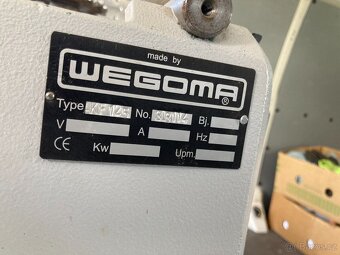 made by
WEGOMA ®
Type No. Bj.
V A Hz
CE Kw Upm.